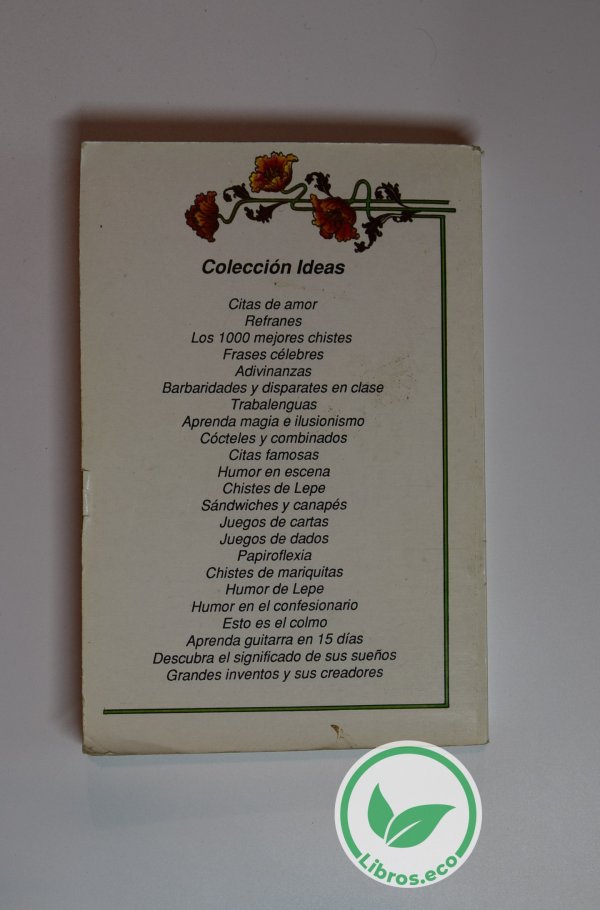 Colección Ideas
Citas de amor
Refranes
Los 1000 mejores chistes
Frases célebres
Adivinanzas
Barbaridades y disparates en clase
Trabalenguas
Aprenda magia e ilusionismo
Cócteles y combinados
Citas famosas
Humor en escena
Chistes de Lepe
Sándwiches y canapés
Juegos de cartas
Juegos de dados
Papiroflexia
Chistes de mariquitas
Humor de Lepe
Humor en el confesionario
Esto es el colmo
Aprenda guitarra en 15 días
Descubra el significado de sus sueños
Grandes inventos y sus creadores
Libros.eco